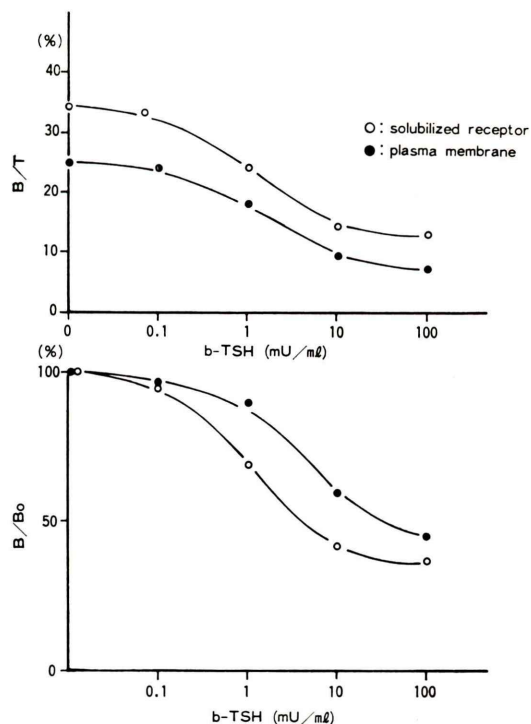 (%)
40
30
20
10
0
B/T
○: solubilized receptor
●: plasma membrane
0 0.1 1 10 100
b-TSH (mU/mℓ)
(%)
100
50
0
B/Bo
0.1 1 10 100
b-TSH (mU/mℓ)